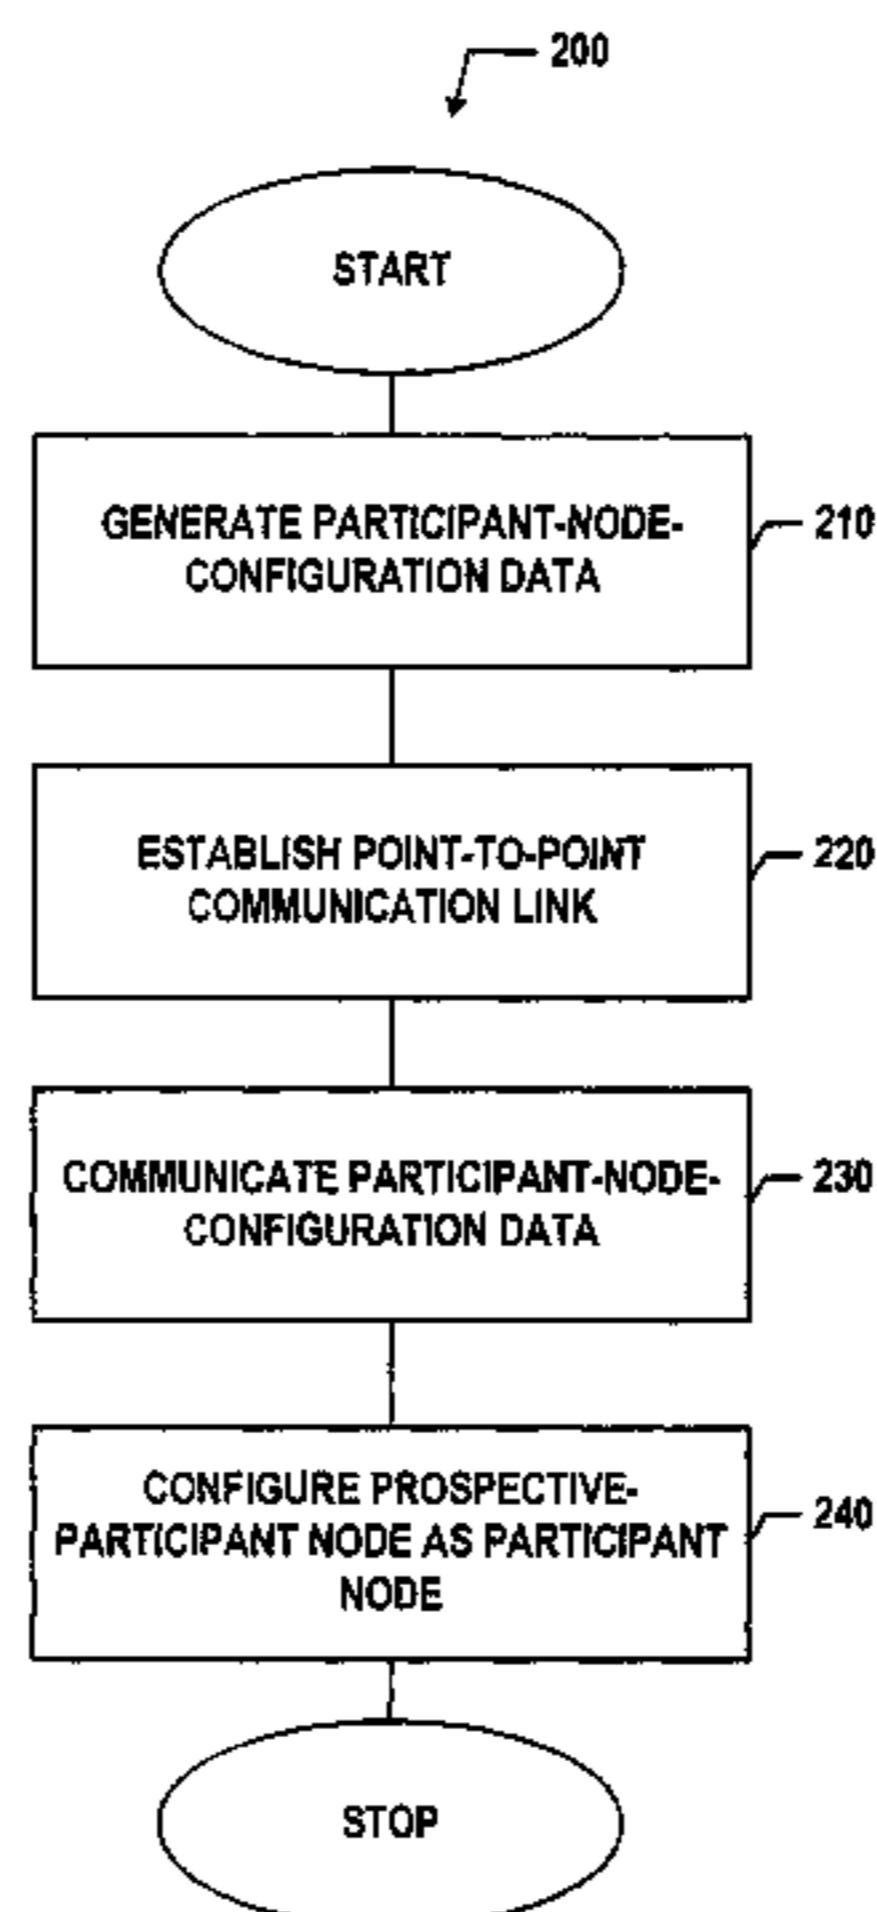 200
START
GENERATE PARTICIPANT-NODE-
CONFIGURATION DATA
210
ESTABLISH POINT-TO-POINT
COMMUNICATION LINK
220
COMMUNICATE PARTICIPANT-NODE-
CONFIGURATION DATA
230
CONFIGURE PROSPECTIVE-
PARTICIPANT NODE AS PARTICIPANT
NODE
240
STOP